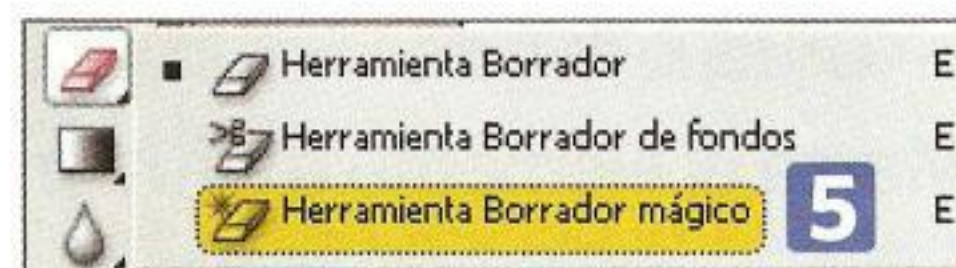 Herramienta Borrador E
Herramienta Borrador de fondos E
Herramienta Borrador mágico 5 E